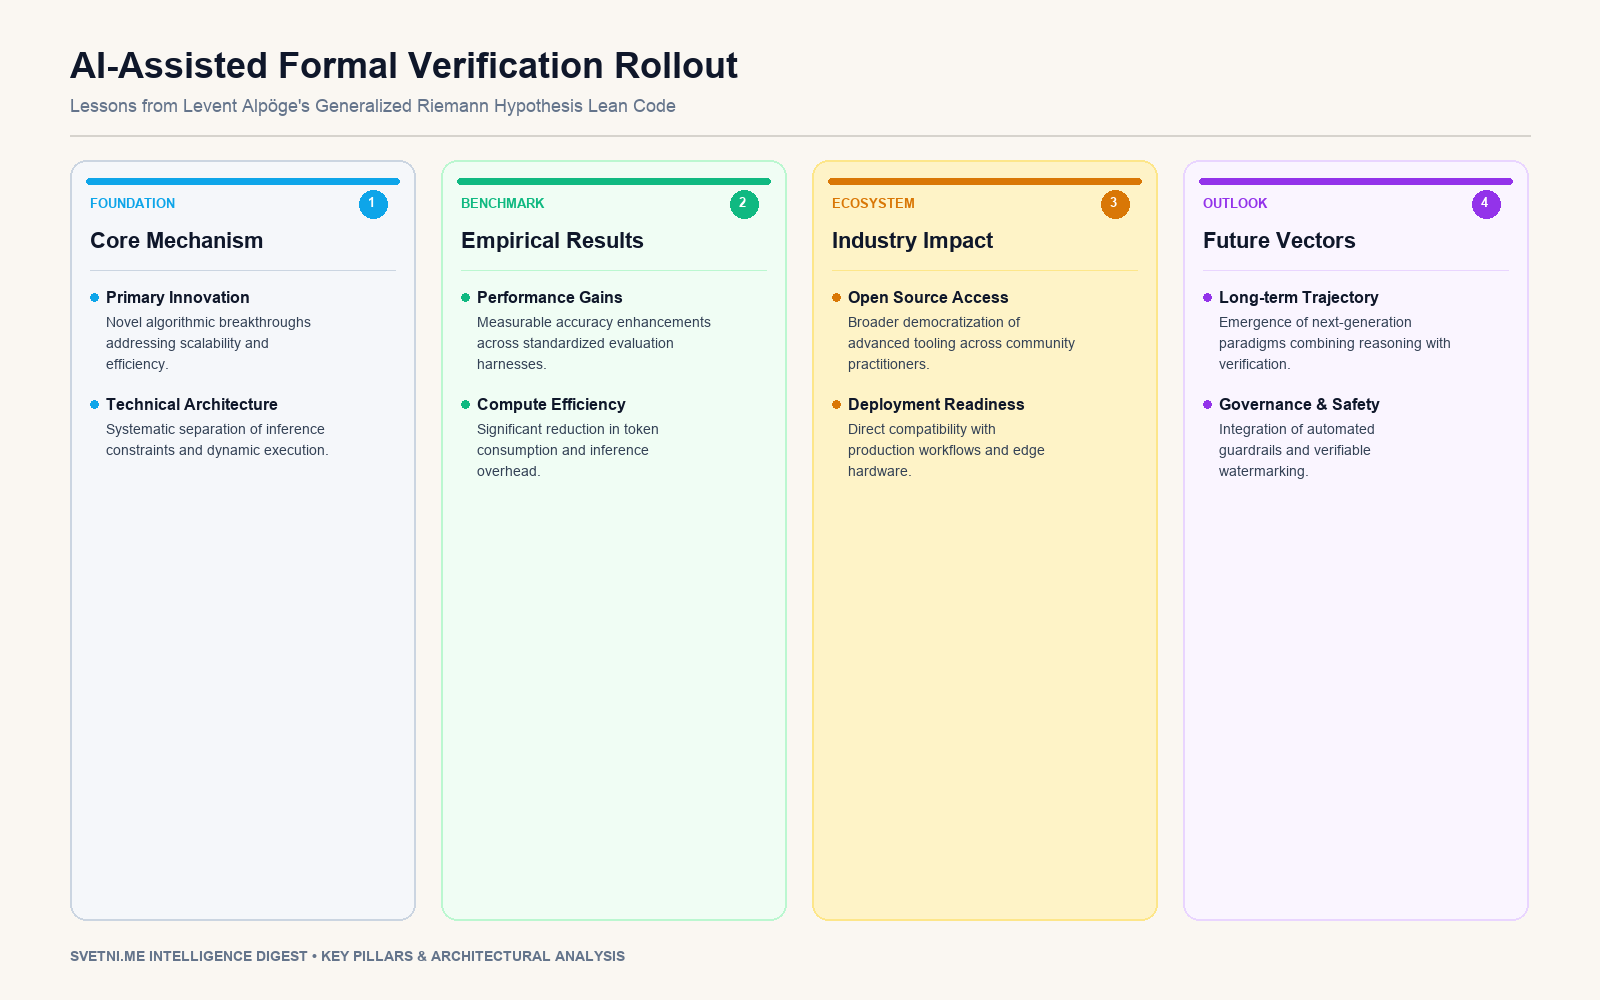 AI-Assisted Formal Verification Rollout
Lessons from Levent Alpöge's Generalized Riemann Hypothesis Lean Code
FOUNDATION
1
Core Mechanism
Primary Innovation
Novel algorithmic breakthroughs
addressing scalability and
efficiency.
Technical Architecture
Systematic separation of inference
constraints and dynamic execution.
BENCHMARK
2
Empirical Results
Performance Gains
Measurable accuracy enhancements
across standardized evaluation
harnesses.
Compute Efficiency
Significant reduction in token
consumption and inference
overhead.
ECOSYSTEM
3
Industry Impact
Open Source Access
Broader democratization of
advanced tooling across community
practitioners.
Deployment Readiness
Direct compatibility with
production workflows and edge
hardware.
OUTLOOK
4
Future Vectors
Long-term Trajectory
Emergence of next-generation
paradigms combining reasoning with
verification.
Governance & Safety
Integration of automated
guardrails and verifiable
watermarking.
SVETNI.ME INTELLIGENCE DIGEST • KEY PILLARS & ARCHITECTURAL ANALYSIS